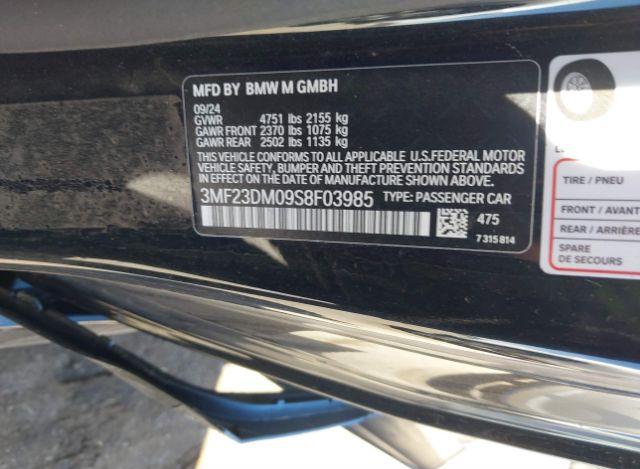 MFD BY BMW M GMBH
09/24
GVWR 4751 lbs 2155 kg
GAWR FRONT 2370 lbs 1075 kg
GAWR REAR 2502 lbs 1135 kg
THIS VEHICLE CONFORMS TO ALL APPLICABLE U.S.FEDERAL MOTOR
VEHICLE SAFETY, BUMPER, AND THEFT PREVENTION STANDARDS IN
EFFECT ON THE DATE OF MANUFACTURE SHOWN ABOVE.
3MF23DM09S8F03985 TYPE: PASSENGER CAR
475
7 315 814
TIRE / PNEU
FRONT / AVANT
REAR / ARRIÈRE
SPARE
DE SECOURS